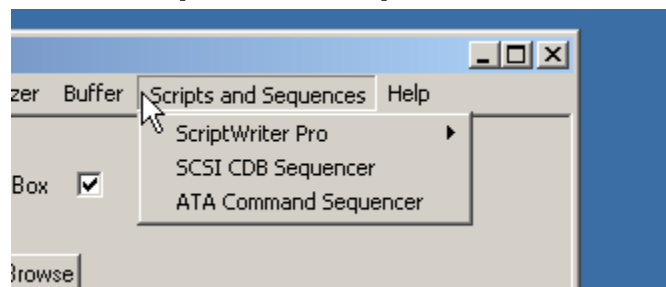 zer Buffer Scripts and Sequences Help
ScriptWriter Pro
SCSI CDB Sequencer
Box
ATA Command Sequencer
Browse